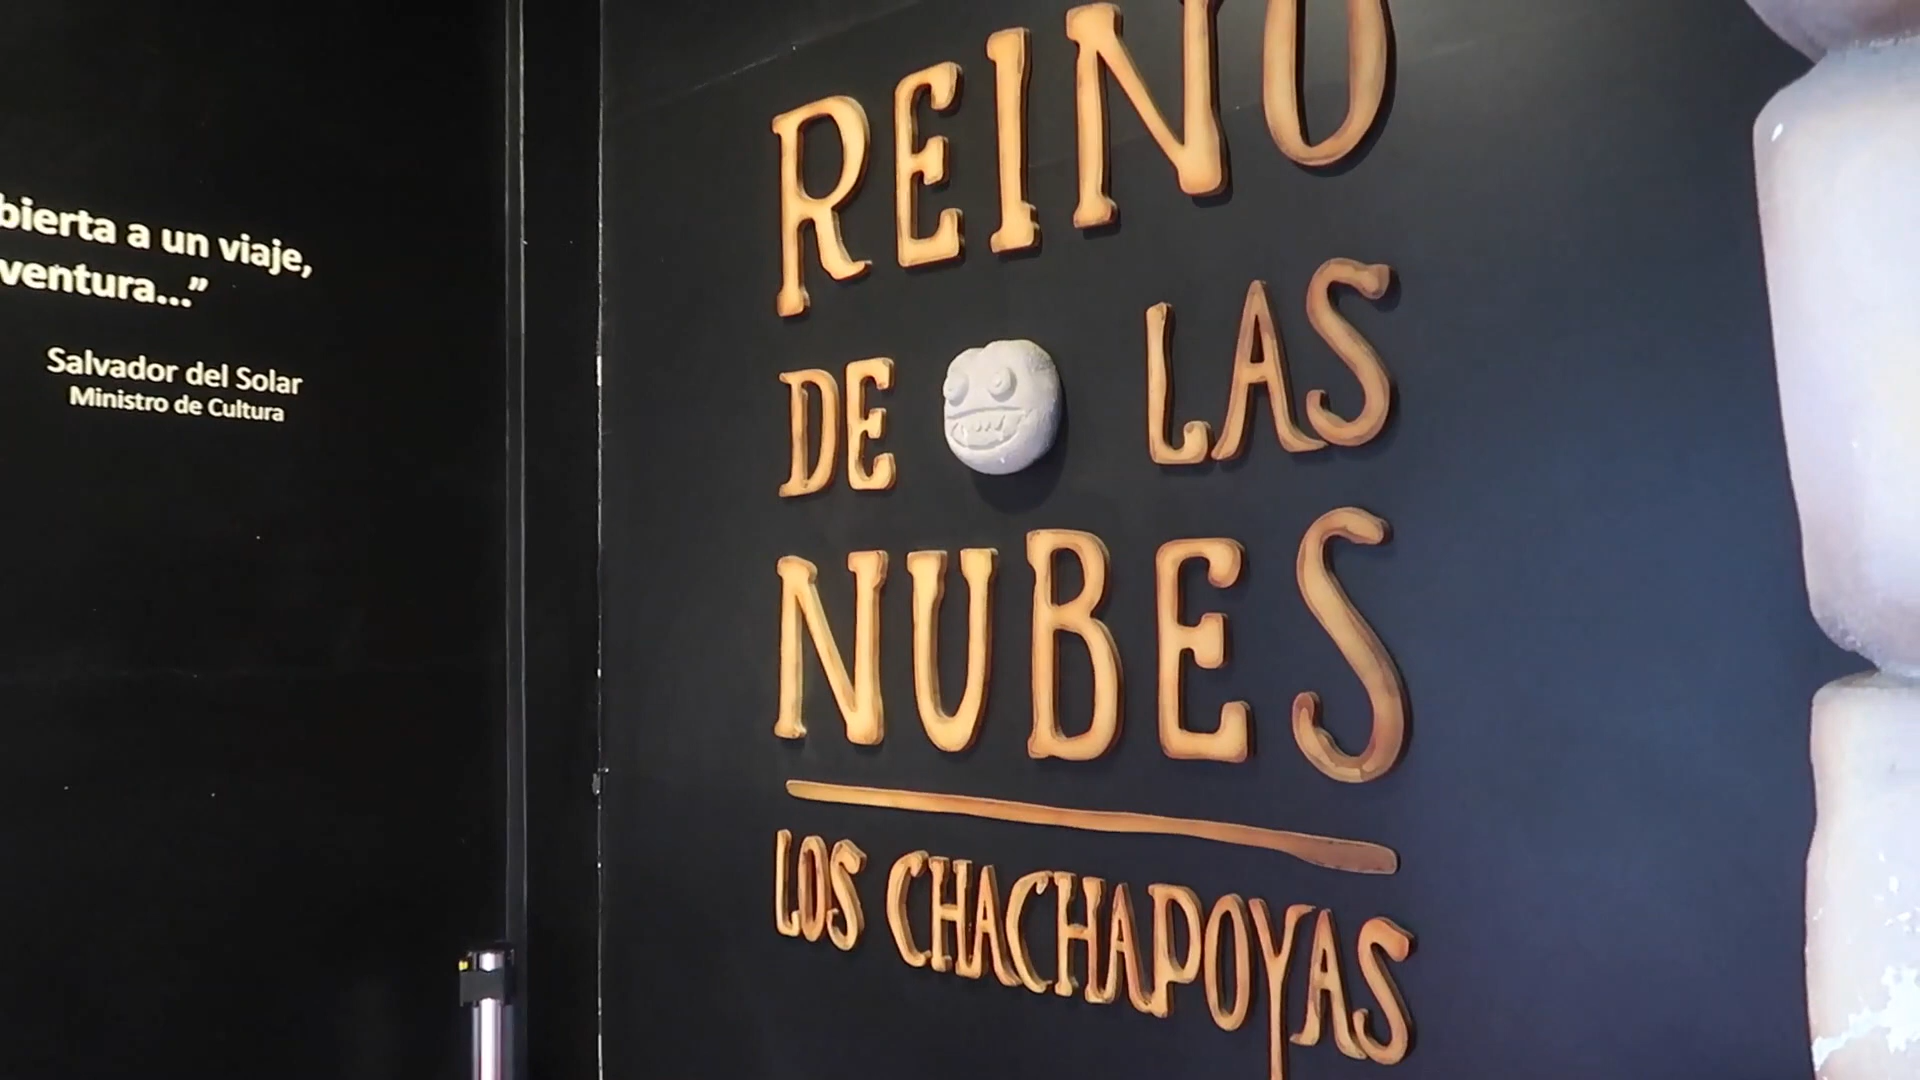 bierta a un viaje,
ventura..."
Salvador del Solar
Ministro de Cultura
REINO
DE LAS
NUBES
LOS CHACHAPOYAS